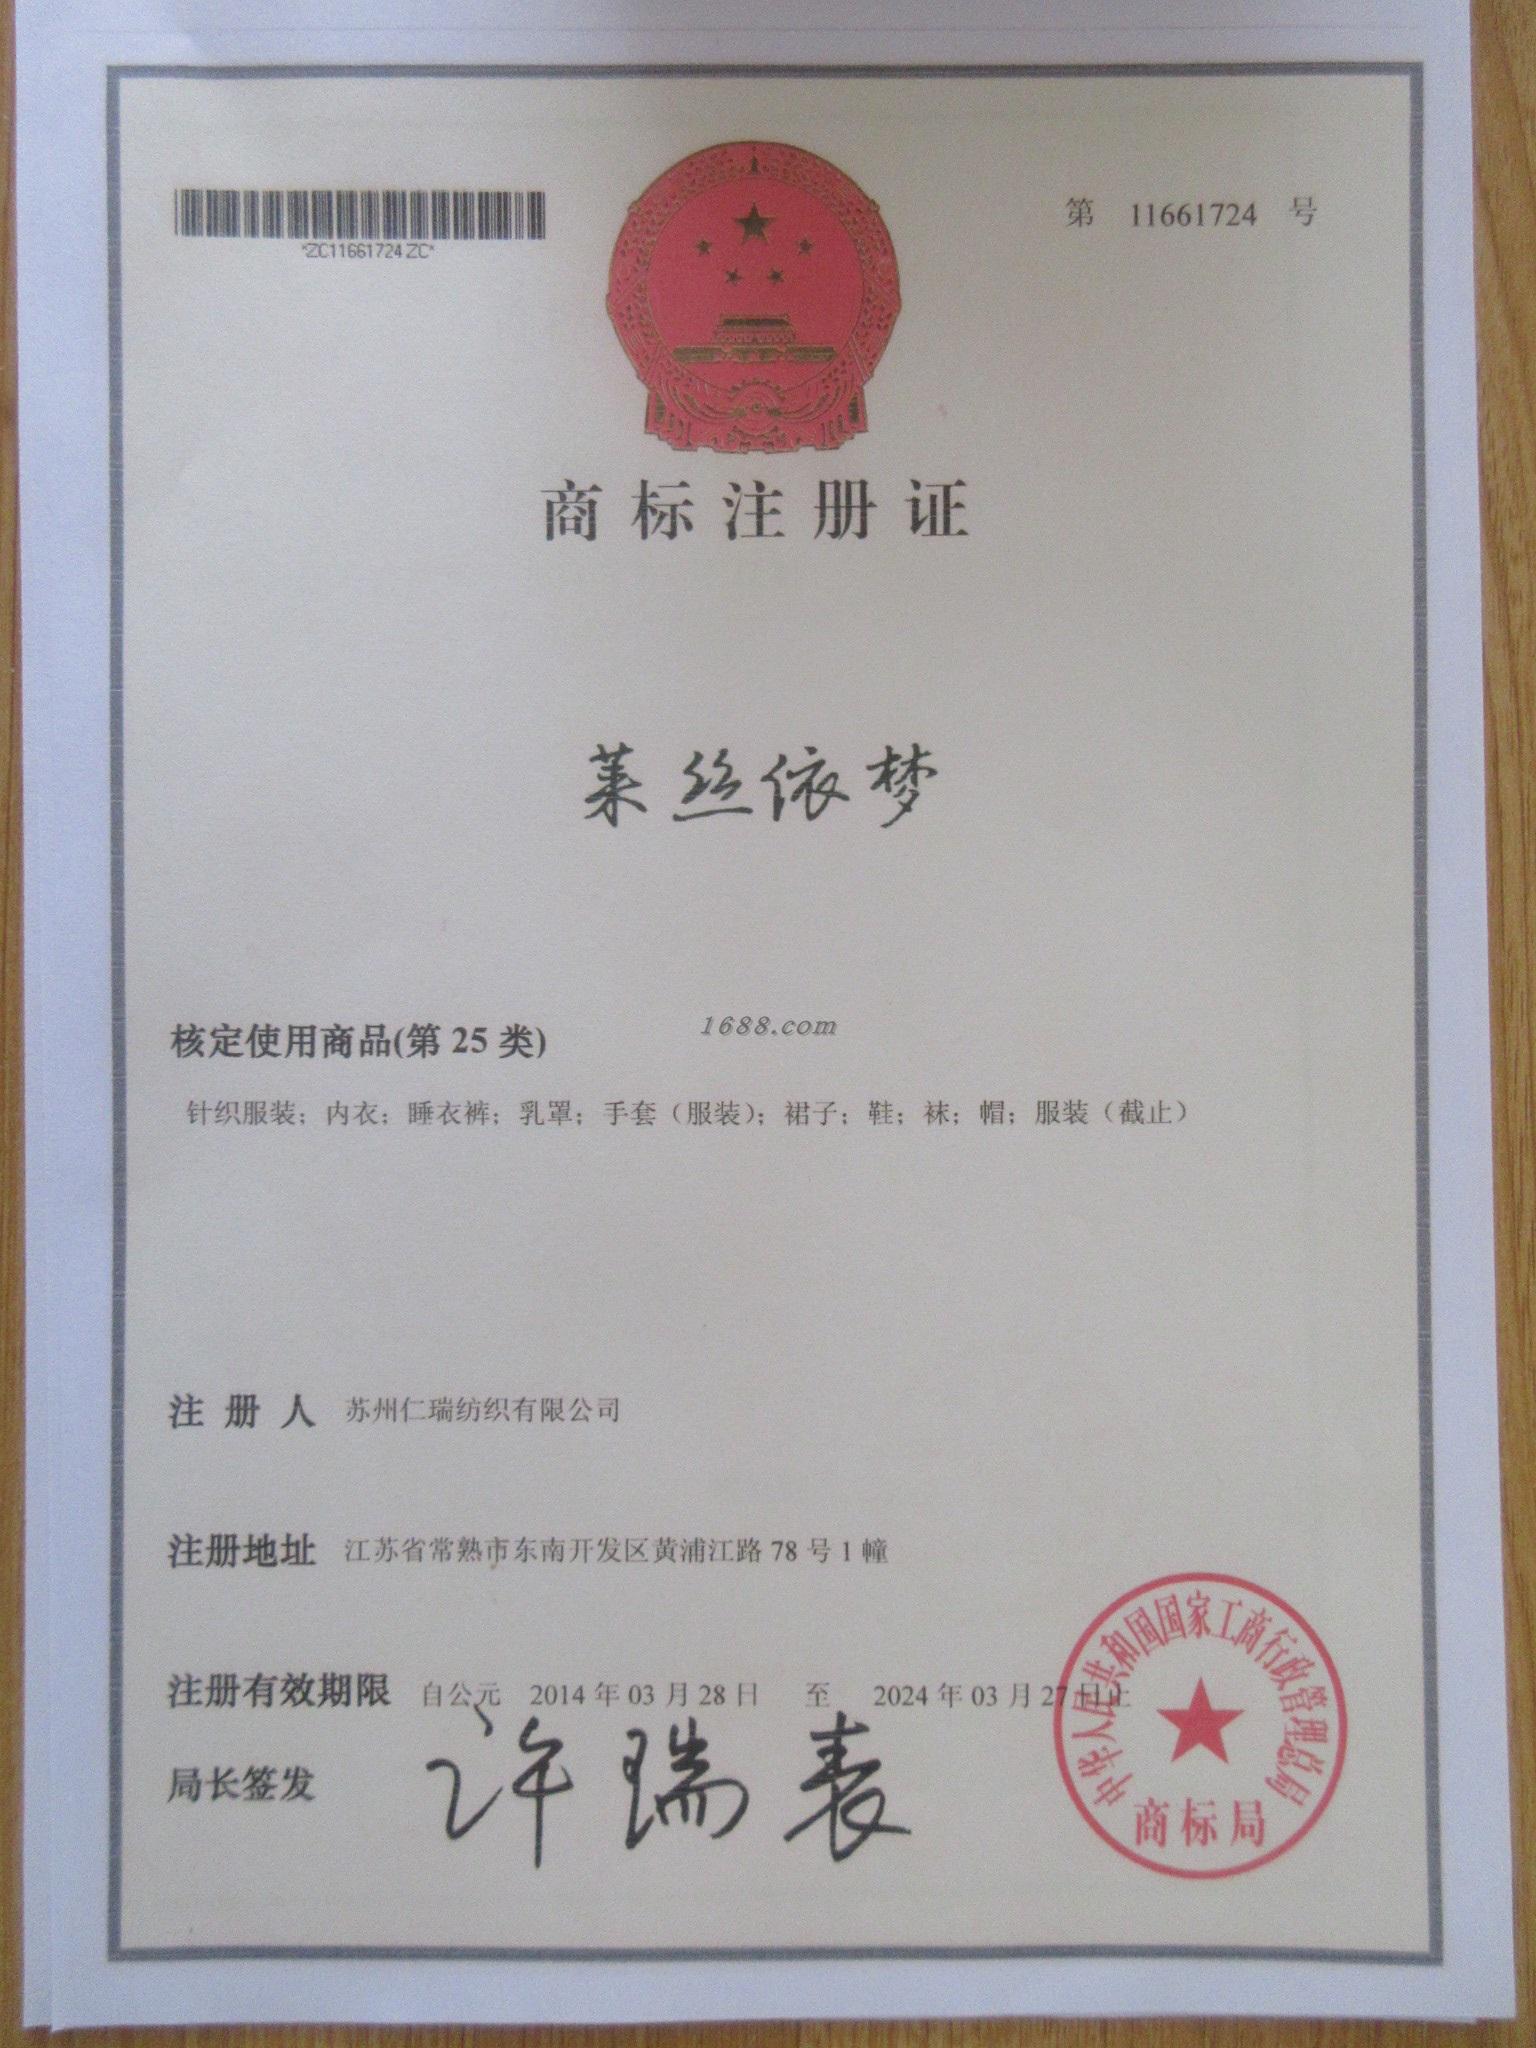 *ZC11661724ZC*
第 11661724 号
商标注册证
莱丝依梦
1688.com
核定使用商品(第 25 类)
针织服装；内衣；睡衣裤；乳罩；手套（服装）；裙子；鞋；袜；帽；服装（截止）
注 册 人 苏州仁瑞纺织有限公司
注册地址 江苏省常熟市东南开发区黄浦江路 78 号 1 幢
注册有效期限 自公元 2014 年 03 月 28 日 至 2024 年 03 月 27 日止
局长签发 许瑞表
中华人民共和国国家工商行政管理总局
商标局